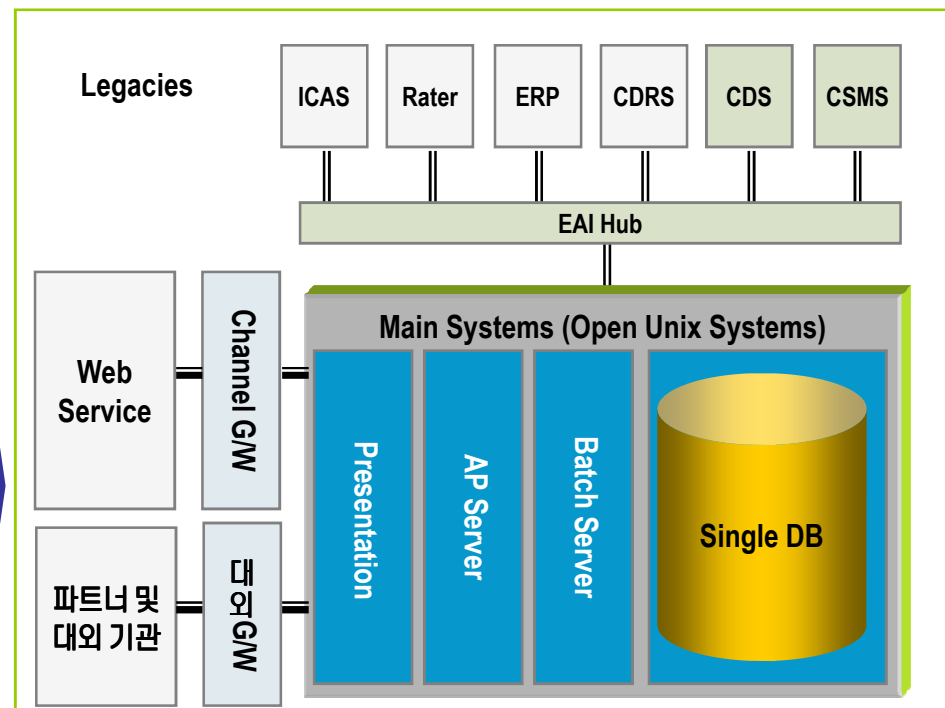 Legacies
ICAS
Rater
ERP
CDRS
CDS
CSMS
EAI Hub
Web
Service
Channel G/W
Main Systems (Open Unix Systems)
Presentation
AP Server
Batch Server
Single DB
파트너 및
대외 기관
대외G/W